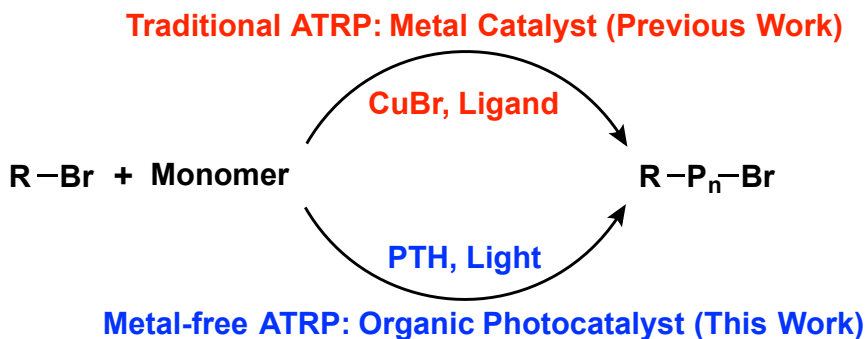 Traditional ATRP: Metal Catalyst (Previous Work)
CuBr, Ligand
R–Br + Monomer
R–Pn–Br
PTH, Light
Metal-free ATRP: Organic Photocatalyst (This Work)